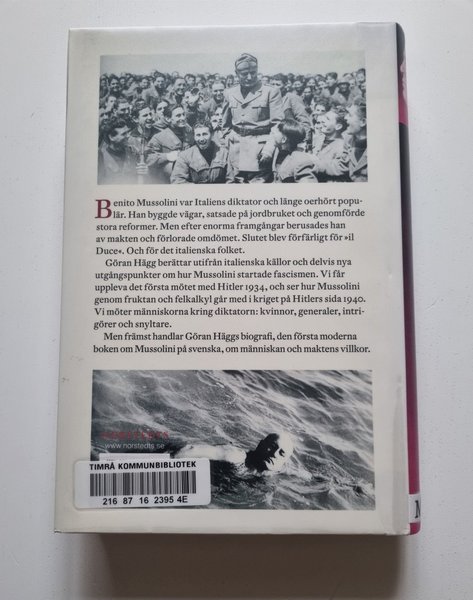 Benito Mussolini var Italiens diktator och länge oerhört popu-
lär. Han byggde vägar, satsade på jordbruket och genomförde
stora reformer. Men efter enorma framgångar berusades han
av makten och förlorade omdömet. Slutet blev förfärligt för »il
Duce«. Och för det italienska folket.
Göran Hägg berättar utifrån italienska källor och delvis nya
utgångspunkter om hur Mussolini startade fascismen. Vi får
uppleva det första mötet med Hitler 1934, och ser hur Mussolini
genom fruktan och felkalkyl går med i kriget på Hitlers sida 1940.
Vi möter människorna kring diktatorn: kvinnor, generaler, intri-
görer och snyltare.
Men främst handlar Göran Häggs biografi, den första moderna
boken om Mussolini på svenska, om människan och maktens villkor.
www.norstedts.se
TIMRÅ KOMMUNBIBLIOTEK
216 87 16 2395 4E